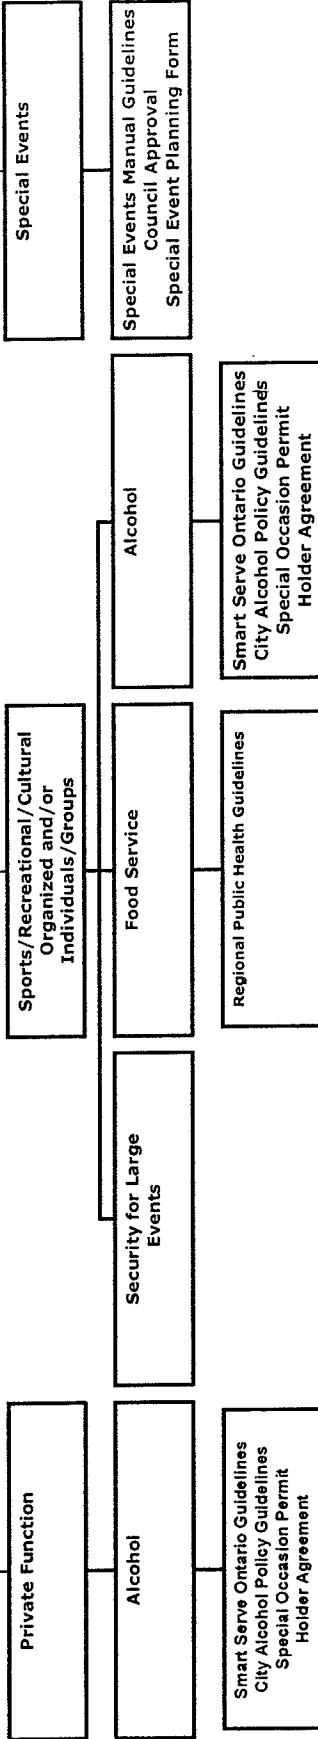 Private Function
Sports/Recreational/Cultural
Organized and/or
Individuals/Groups
Special Events
Alcohol
Security for Large
Events
Food Service
Alcohol
Special Events Manual Guidelines
Council Approval
Special Event Planning Form
Smart Serve Ontario Guidelines
City Alcohol Policy Guidelines
Special Occasion Permit
Holder Agreement
Regional Public Health Guidelines
Smart Serve Ontario Guidelines
City Alcohol Policy Guidelines
Special Occasion Permit
Holder Agreement